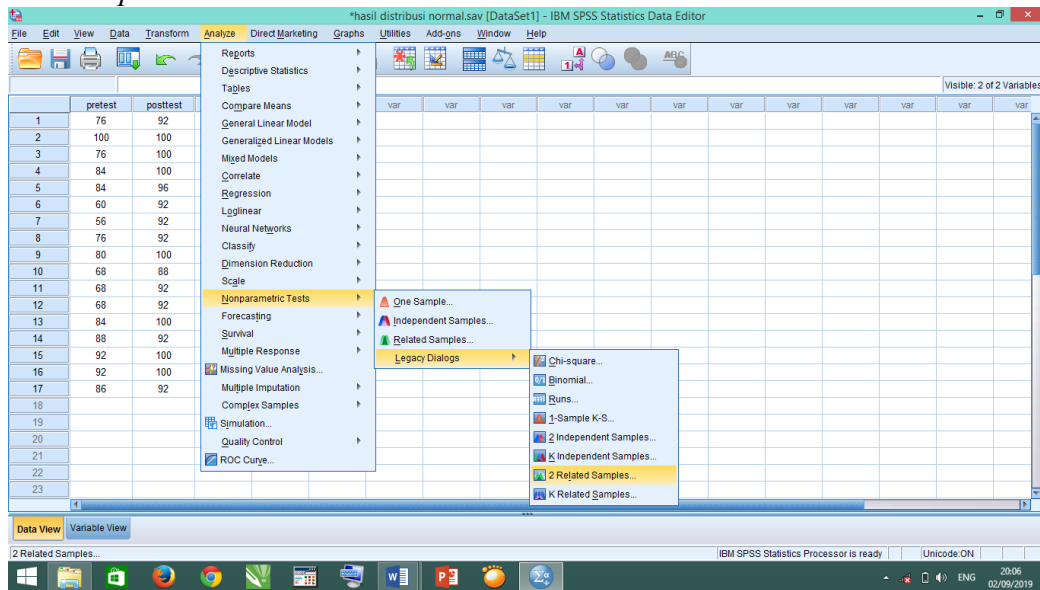 *hasil distribusi normal.sav [DataSet1] - IBM SPSS Statistics Data Editor
File Edit View Data Transform Analyze Direct Marketing Graphs Utilities Add-ons Window Help
Visible: 2 of 2 Variables
pretest posttest var var var var var var var var var
1 76 92
2 100 100
3 76 100
4 84 100
5 84 96
6 60 92
7 56 92
8 76 92
9 80 100
10 68 88
11 68 92
12 68 92
13 84 100
14 88 92
15 92 100
16 92 100
17 86 92
18
19
20
21
22
23
Reports
Descriptive Statistics
Tables
Compare Means
General Linear Model
Generalized Linear Models
Mixed Models
Correlate
Regression
Loglinear
Neural Networks
Classify
Dimension Reduction
Scale
Nonparametric Tests
Forecasting
Survival
Multiple Response
Missing Value Analysis...
Multiple Imputation
Complex Samples
Simulation...
Quality Control
ROC Curve...
One Sample...
Independent Samples...
Related Samples...
Legacy Dialogs
Chi-square...
Binomial...
Runs...
1-Sample K-S...
2 Independent Samples...
K Independent Samples...
2 Related Samples...
K Related Samples...
Data View Variable View
2 Related Samples...
IBM SPSS Statistics Processor is ready
Unicode:ON
ENG
20:06
02/09/2019